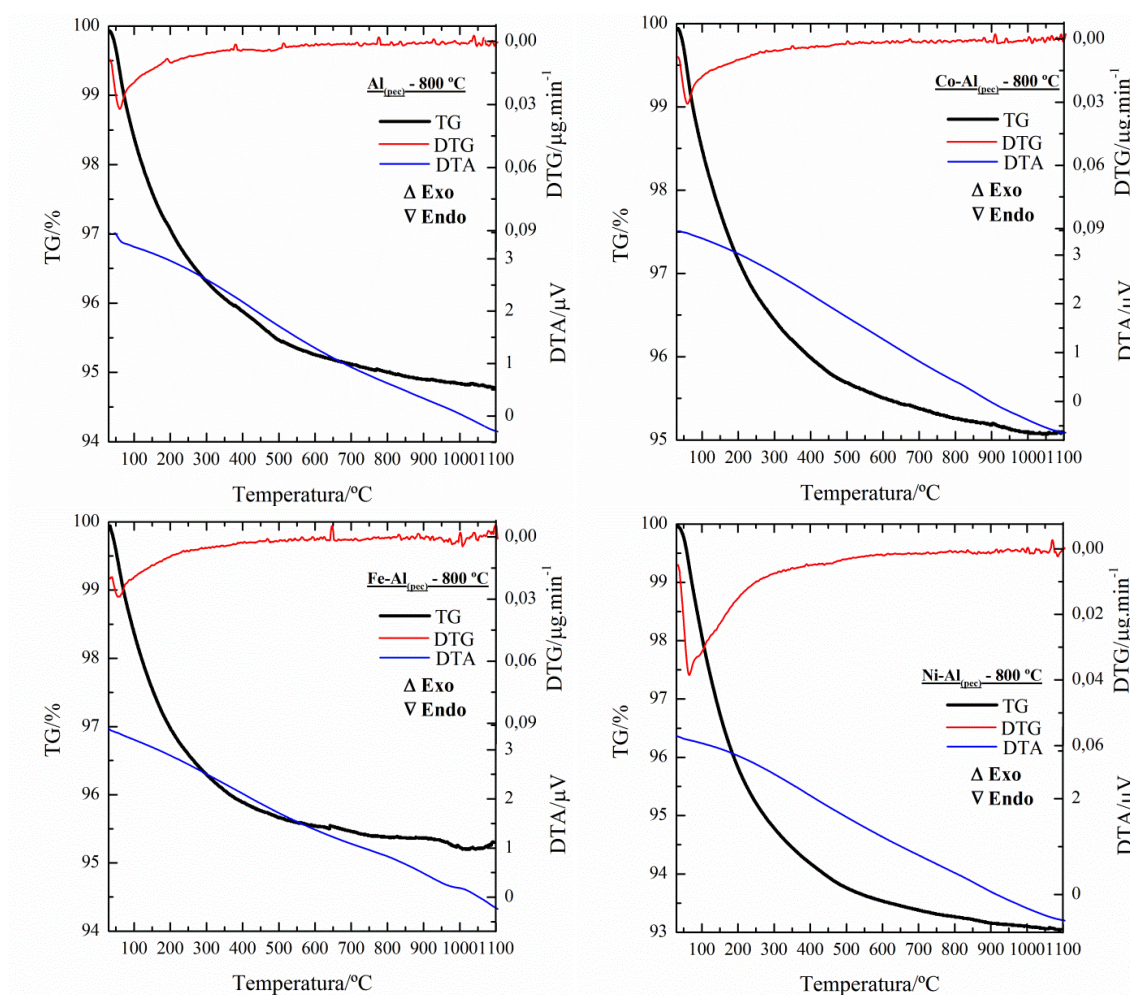 Al(pec) - 800 ºC
TG
DTG
DTA
Δ Exo
∇ Endo
TG/%
DTG/µg.min⁻¹
DTA/µV
100
99
98
97
96
95
94
0,00
0,03
0,06
0,09
3
2
1
0
100 200 300 400 500 600 700 800 900 1000 1100
Temperatura/ºC
Co-Al(pec) - 800 ºC
TG
DTG
DTA
Δ Exo
∇ Endo
TG/%
DTG/µg.min⁻¹
DTA/µV
100
99
98
97
96
95
0,00
0,03
0,06
0,09
3
2
1
0
100 200 300 400 500 600 700 800 900 1000 1100
Temperatura/ºC
Fe-Al(pec) - 800 ºC
TG
DTG
DTA
Δ Exo
∇ Endo
TG/%
DTG/µg.min⁻¹
DTA/µV
100
99
98
97
96
95
94
0,00
0,03
0,06
0,09
3
2
1
0
100 200 300 400 500 600 700 800 900 1000 1100
Temperatura/ºC
Ni-Al(pec) - 800 ºC
TG
DTG
DTA
Δ Exo
∇ Endo
TG/%
DTG/µg.min⁻¹
DTA/µV
100
99
98
97
96
95
94
93
0,00
0,02
0,04
0,06
2
0
100 200 300 400 500 600 700 800 900 1000 1100
Temperatura/ºC